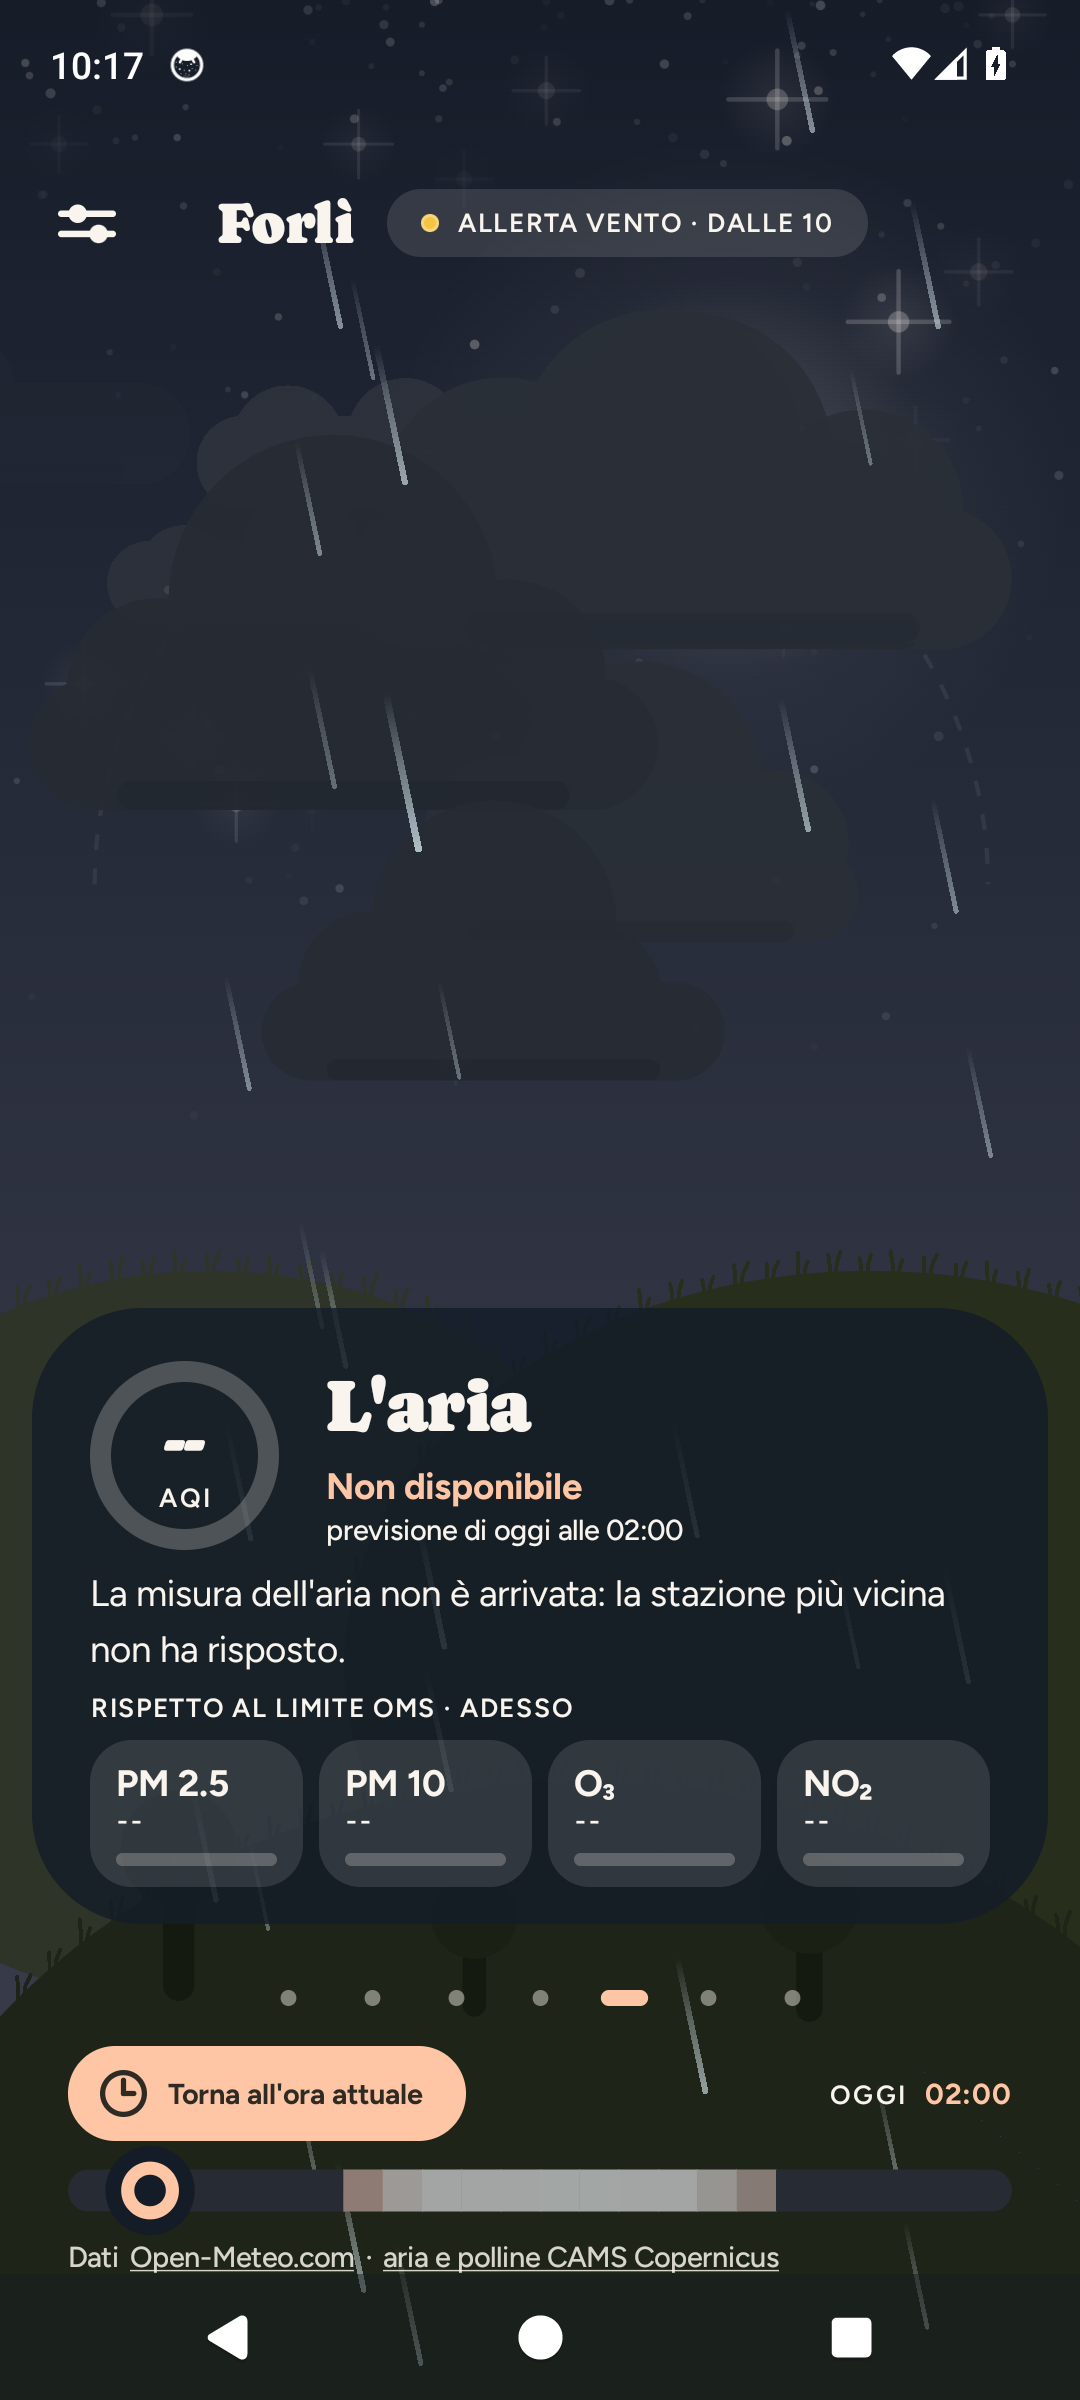 10:17
Forlì
ALLERTA VENTO · DALLE 10
--
AQI
L'aria
Non disponibile
previsione di oggi alle 02:00
La misura dell'aria non è arrivata: la stazione più vicina
non ha risposto.
RISPETTO AL LIMITE OMS · ADESSO
PM 2.5
--
PM 10
--
O₃
--
NO₂
--
Torna all'ora attuale
OGGI 02:00
Dati Open-Meteo.com · aria e polline CAMS Copernicus